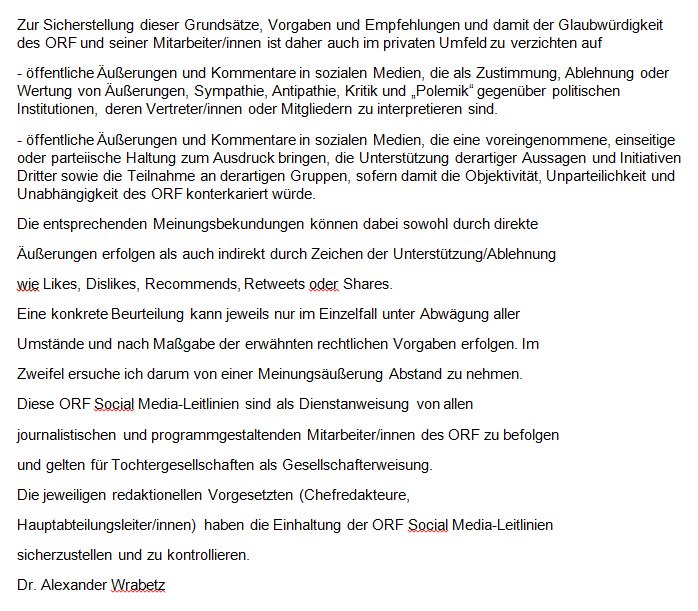 Zur Sicherstellung dieser Grundsätze, Vorgaben und Empfehlungen und damit der Glaubwürdigkeit
des ORF und seiner Mitarbeiter/innen ist daher auch im privaten Umfeld zu verzichten auf
- öffentliche Äußerungen und Kommentare in sozialen Medien, die als Zustimmung, Ablehnung oder
Wertung von Äußerungen, Sympathie, Antipathie, Kritik und „Polemik“ gegenüber politischen
Institutionen, deren Vertreter/innen oder Mitgliedern zu interpretieren sind.
- öffentliche Äußerungen und Kommentare in sozialen Medien, die eine voreingenommene, einseitige
oder parteiische Haltung zum Ausdruck bringen, die Unterstützung derartiger Aussagen und Initiativen
Dritter sowie die Teilnahme an derartigen Gruppen, sofern damit die Objektivität, Unparteilichkeit und
Unabhängigkeit des ORF konterkariert würde.
Die entsprechenden Meinungsbekundungen können dabei sowohl durch direkte
Äußerungen erfolgen als auch indirekt durch Zeichen der Unterstützung/Ablehnung
wie Likes, Dislikes, Recommends, Retweets oder Shares.
Eine konkrete Beurteilung kann jeweils nur im Einzelfall unter Abwägung aller
Umstände und nach Maßgabe der erwähnten rechtlichen Vorgaben erfolgen. Im
Zweifel ersuche ich darum von einer Meinungsäußerung Abstand zu nehmen.
Diese ORF Social Media-Leitlinien sind als Dienstanweisung von allen
journalistischen und programmgestaltenden Mitarbeiter/innen des ORF zu befolgen
und gelten für Tochtergesellschaften als Gesellschafterweisung.
Die jeweiligen redaktionellen Vorgesetzten (Chefredakteure,
Hauptabteilungsleiter/innen) haben die Einhaltung der ORF Social Media-Leitlinien
sicherzustellen und zu kontrollieren.
Dr. Alexander Wrabetz